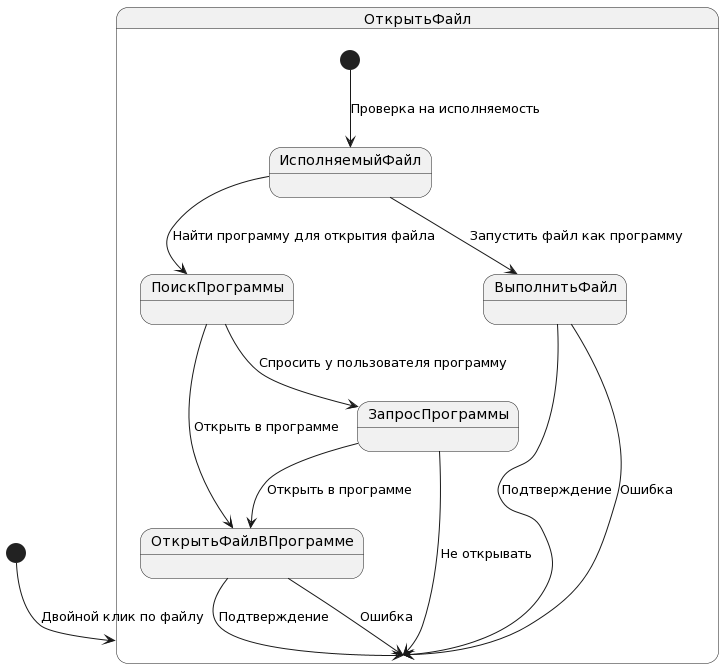 ОткрытьФайл
Проверка на исполняемость
ИсполняемыйФайл
Найти программу для открытия файла
Запустить файл как программу
ПоискПрограммы
ВыполнитьФайл
Спросить у пользователя программу
ЗапросПрограммы
Открыть в программе
Открыть в программе
Подтверждение
Ошибка
ОткрытьФайлВПрограмме
Не открывать
Двойной клик по файлу
Подтверждение
Ошибка